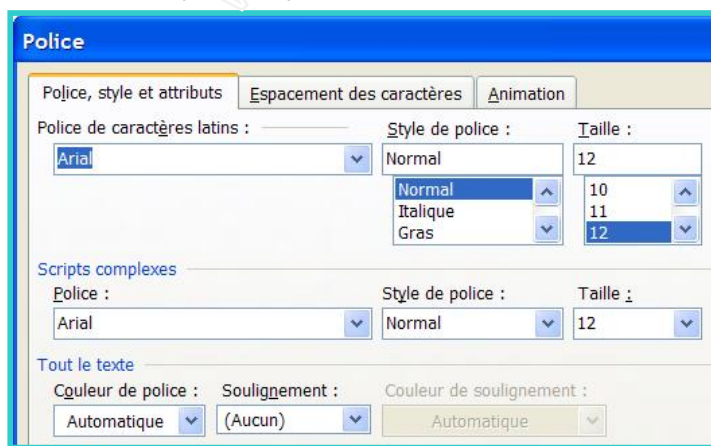 Police
Police, style et attributs Espacement des caractères Animation
Police de caractères latins : Style de police : Taille :
Arial Normal 12
Normal 10
Italique 11
Gras 12
Scripts complexes
Police : Style de police : Taille :
Arial Normal 12
Tout le texte
Couleur de police : Soulignement : Couleur de soulignement :
Automatique (Aucun) Automatique